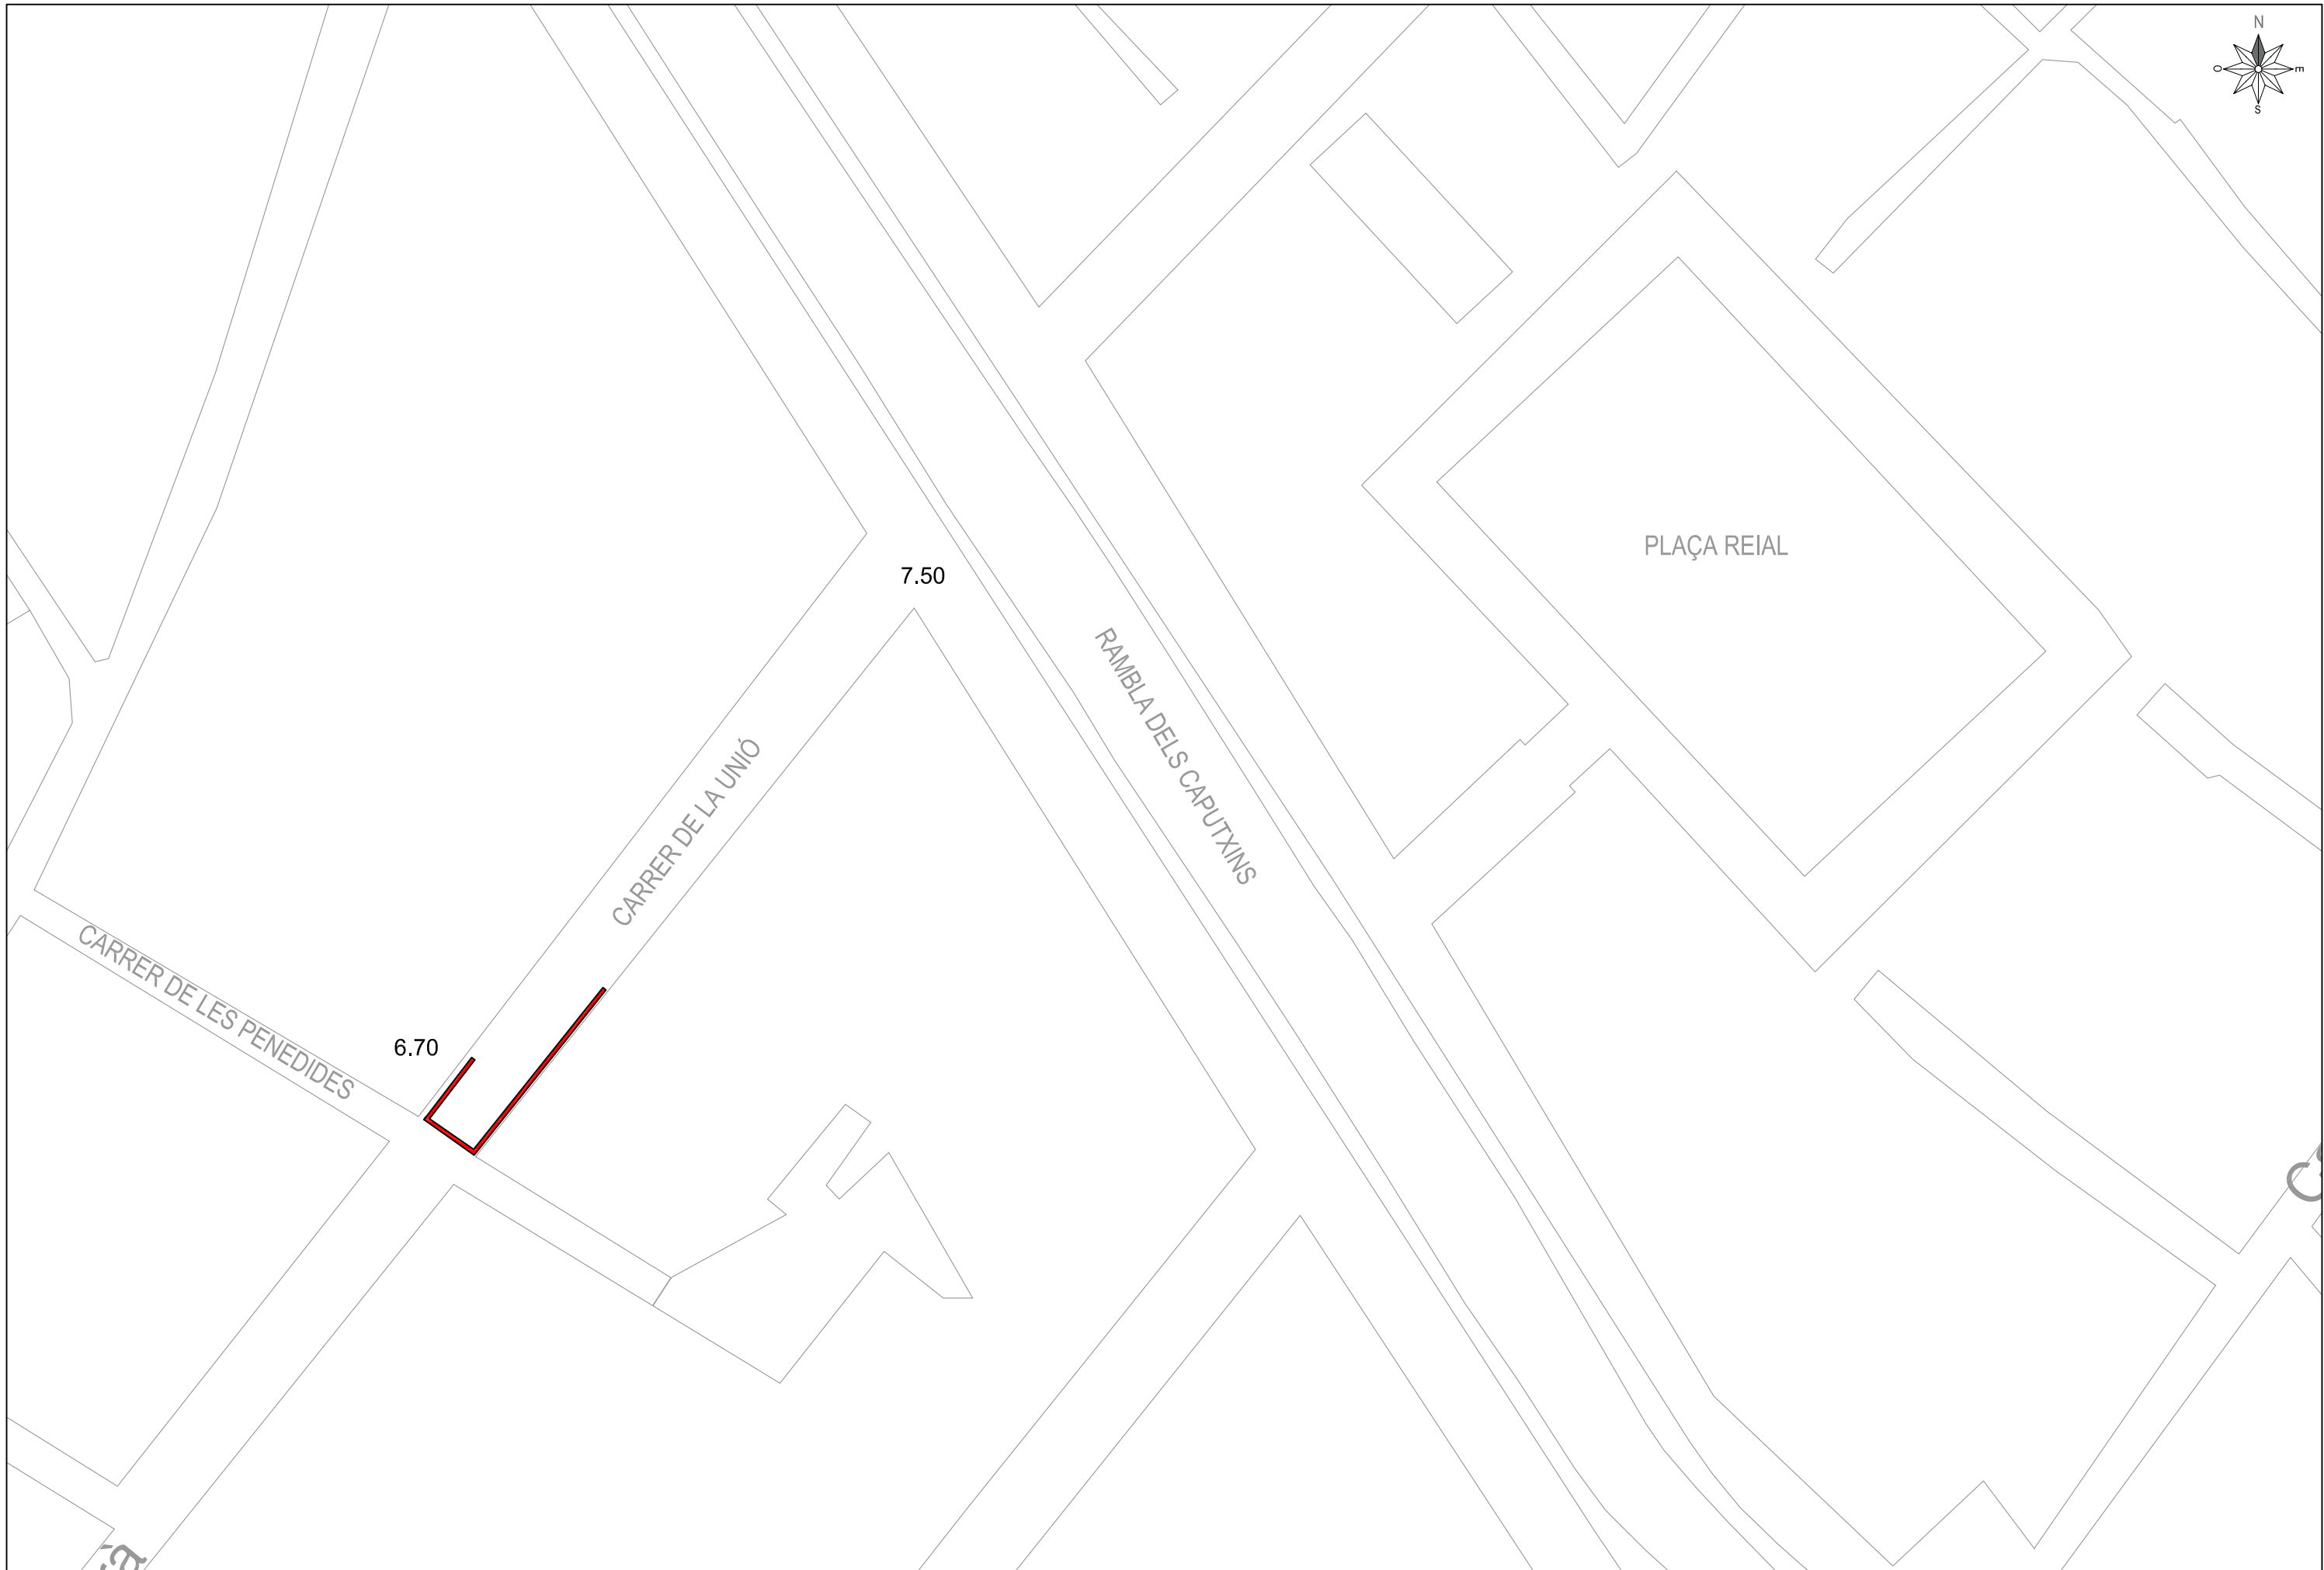 N
O
E
S
PLAÇA REIAL
7.50
RAMBLA DELS CAPUTXINS
CARRER DE LA UNIÓ
CARRER DE LES PENEDIDES
6.70